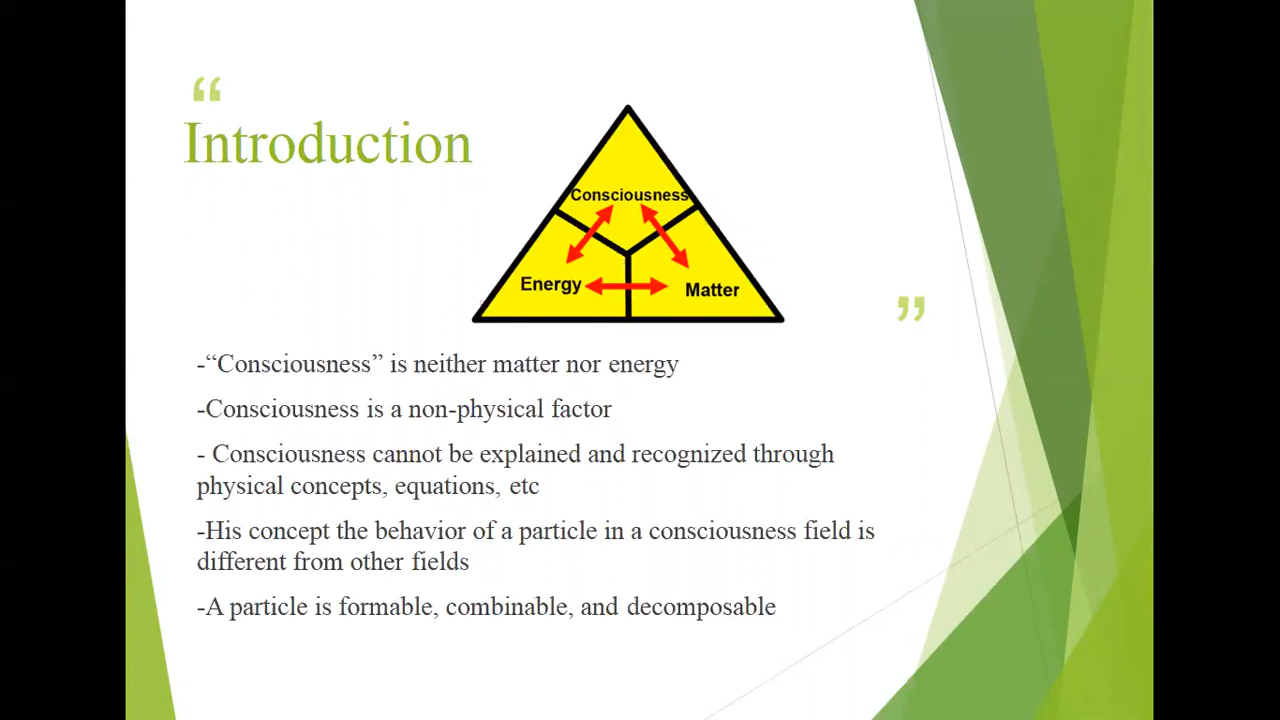 “
Introduction
Consciousness
Energy
Matter
”
-“Consciousness” is neither matter nor energy
-Consciousness is a non-physical factor
- Consciousness cannot be explained and recognized through
physical concepts, equations, etc
-His concept the behavior of a particle in a consciousness field is
different from other fields
-A particle is formable, combinable, and decomposable